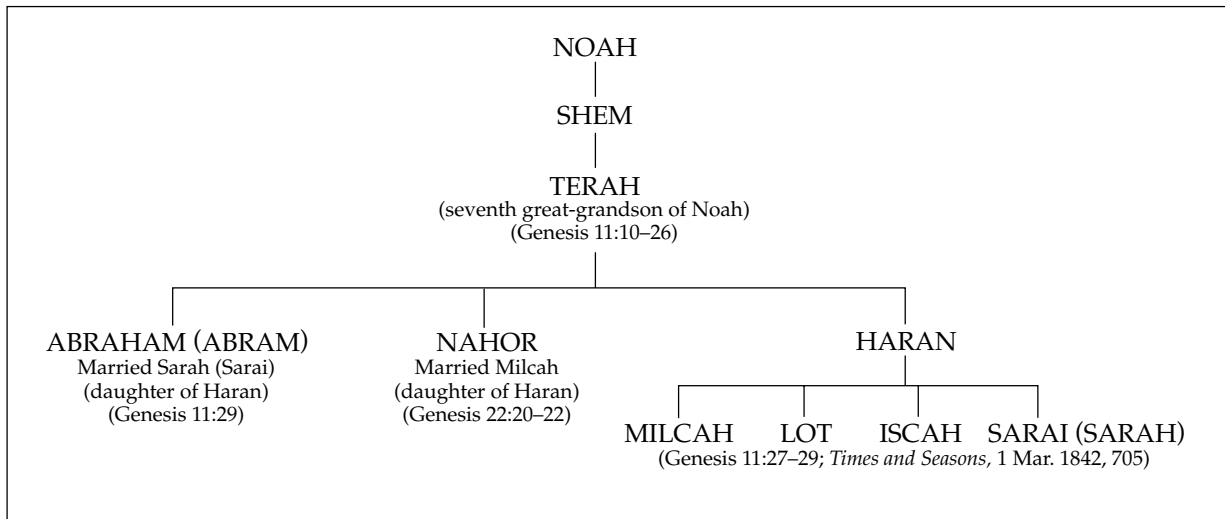 NOAH
SHEM
TERAH
(seventh great-grandson of Noah)
(Genesis 11:10–26)
ABRAHAM (ABRAM)
Married Sarah (Sarai)
(daughter of Haran)
(Genesis 11:29)
NAHOR
Married Milcah
(daughter of Haran)
(Genesis 22:20–22)
HARAN
MILCAH LOT ISCAH SARAI (SARAH)
(Genesis 11:27–29; Times and Seasons, 1 Mar. 1842, 705)